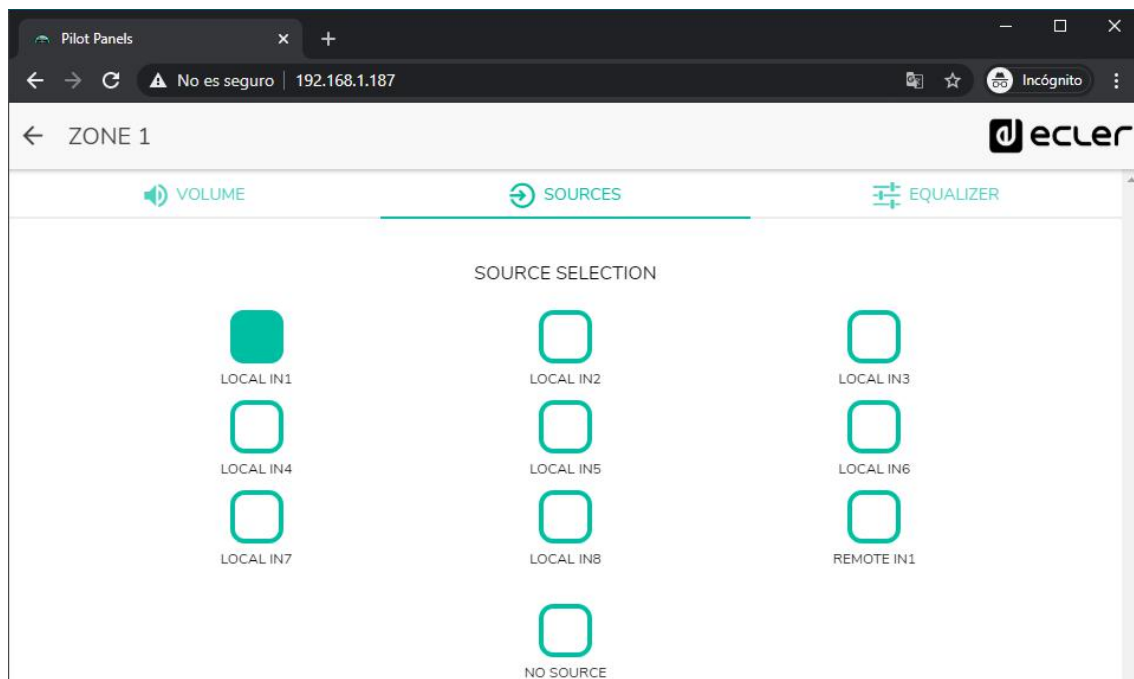 Pilot Panels
No es seguro | 192.168.1.187
Incógnito
ZONE 1
ecler
VOLUME
SOURCES
EQUALIZER
SOURCE SELECTION
LOCAL IN1
LOCAL IN2
LOCAL IN3
LOCAL IN4
LOCAL IN5
LOCAL IN6
LOCAL IN7
LOCAL IN8
REMOTE IN1
NO SOURCE